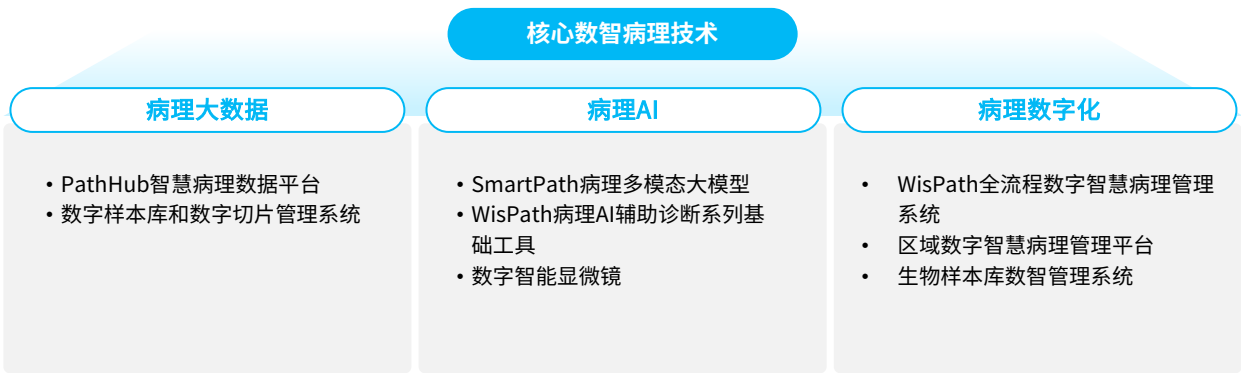 核心数智病理技术
病理大数据
• PathHub智慧病理数据平台
• 数字样本库和数字切片管理系统
病理AI
• SmartPath病理多模态大模型
• WisPath病理AI辅助诊断系列基
础工具
• 数字智能显微镜
病理数字化
• WisPath全流程数字智慧病理管理
系统
• 区域数字智慧病理管理平台
• 生物样本库数智管理系统